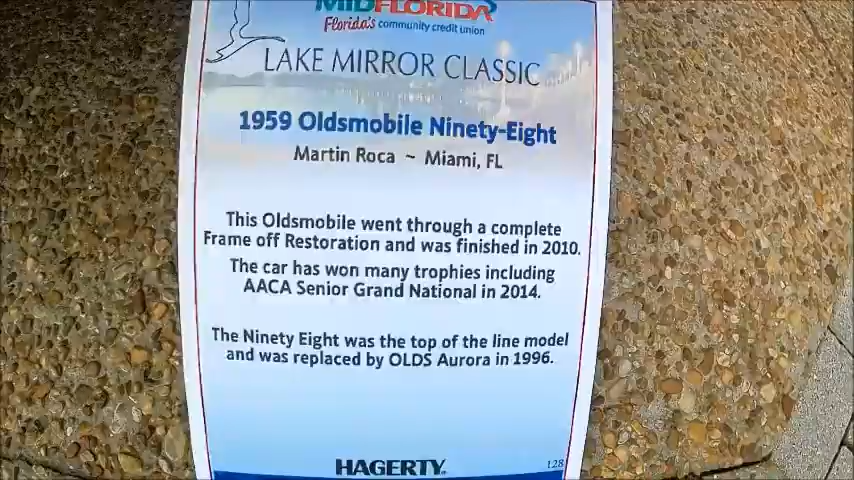 MIDFLORIDA
Florida's community credit union
LAKE MIRROR CLASSIC
1959 Oldsmobile Ninety-Eight
Martin Roca ~ Miami, FL
This Oldsmobile went through a complete
Frame off Restoration and was finished in 2010.
The car has won many trophies including
AACA Senior Grand National in 2014.
The Ninety Eight was the top of the line model
and was replaced by OLDS Aurora in 1996.
HAGERTY
128